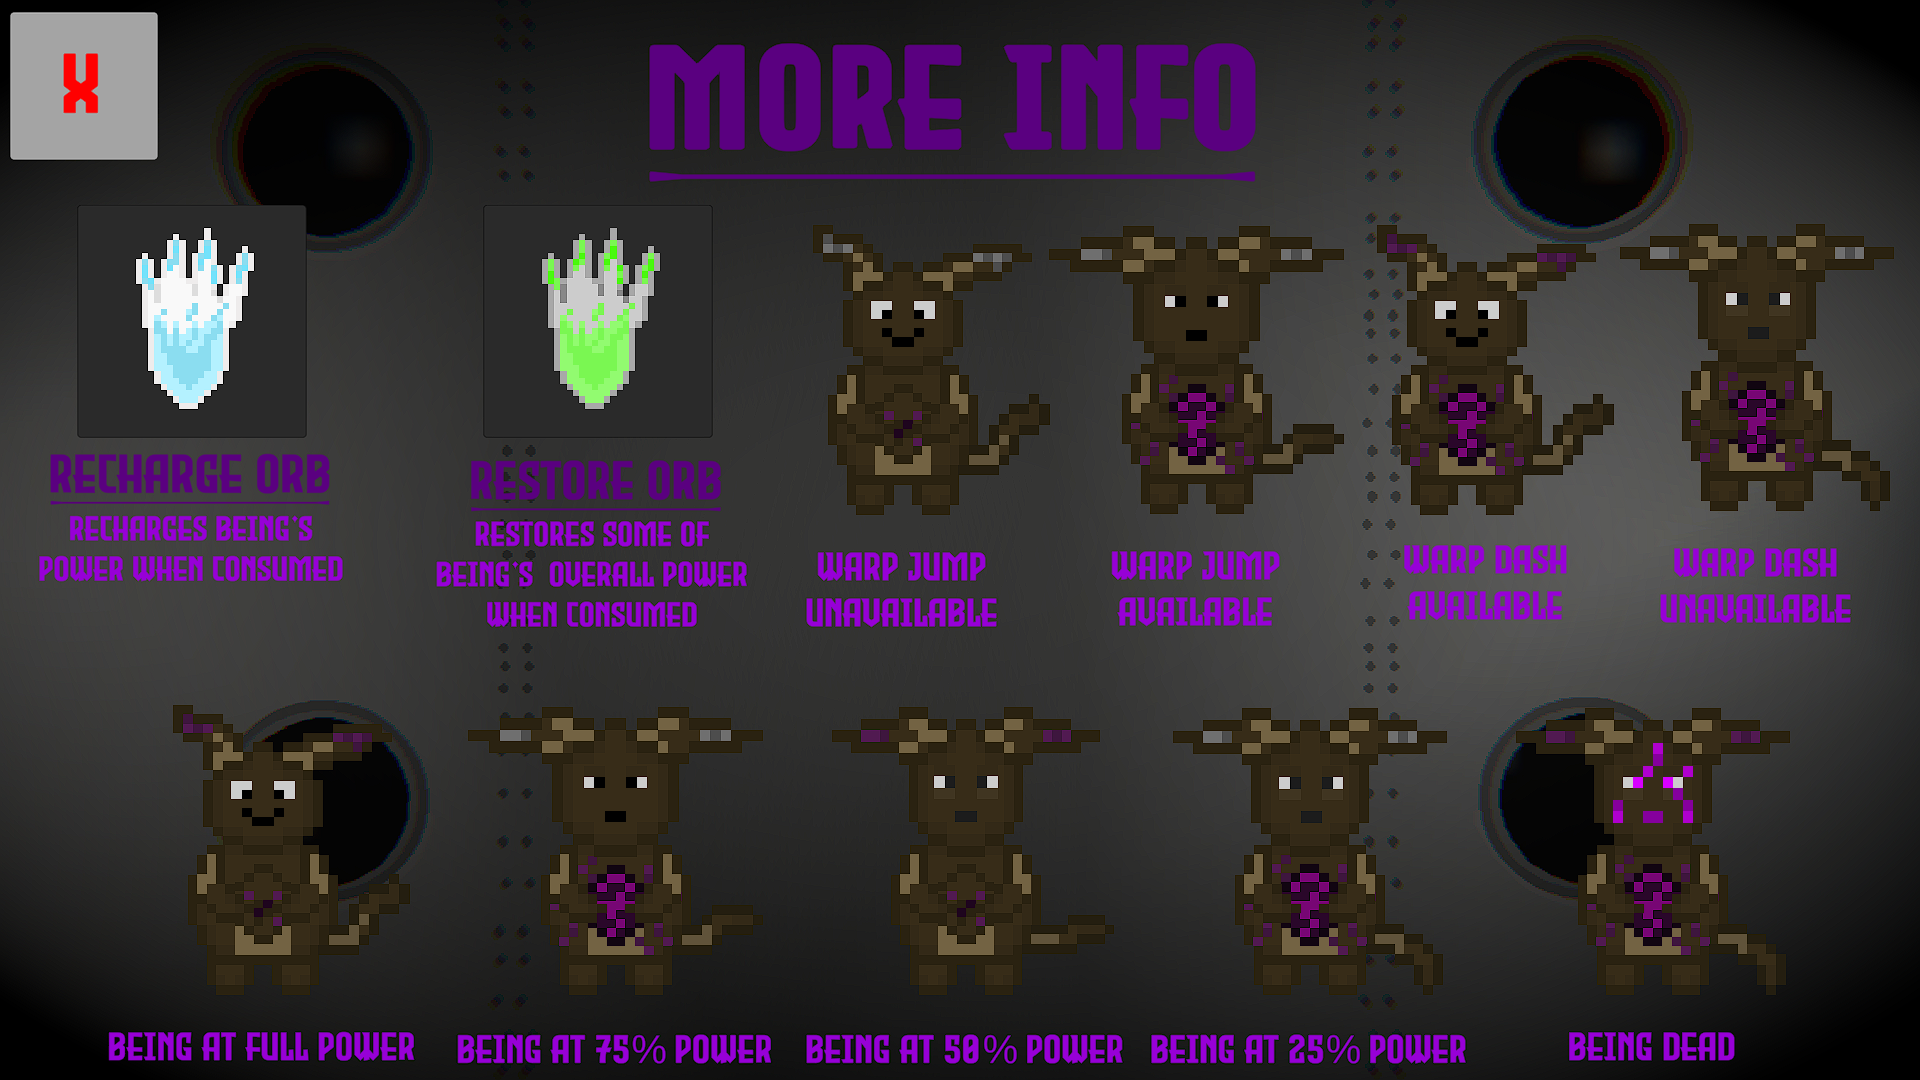 X
MORE INFO
RECHARGE ORB
RECHARGES BEING'S
POWER WHEN CONSUMED
RESTORE ORB
RESTORES SOME OF
BEING'S OVERALL POWER
WHEN CONSUMED
WARP JUMP
UNAVAILABLE
WARP JUMP
AVAILABLE
WARP DASH
AVAILABLE
WARP DASH
UNAVAILABLE
BEING AT FULL POWER
BEING AT 75% POWER
BEING AT 50% POWER
BEING AT 25% POWER
BEING DEAD